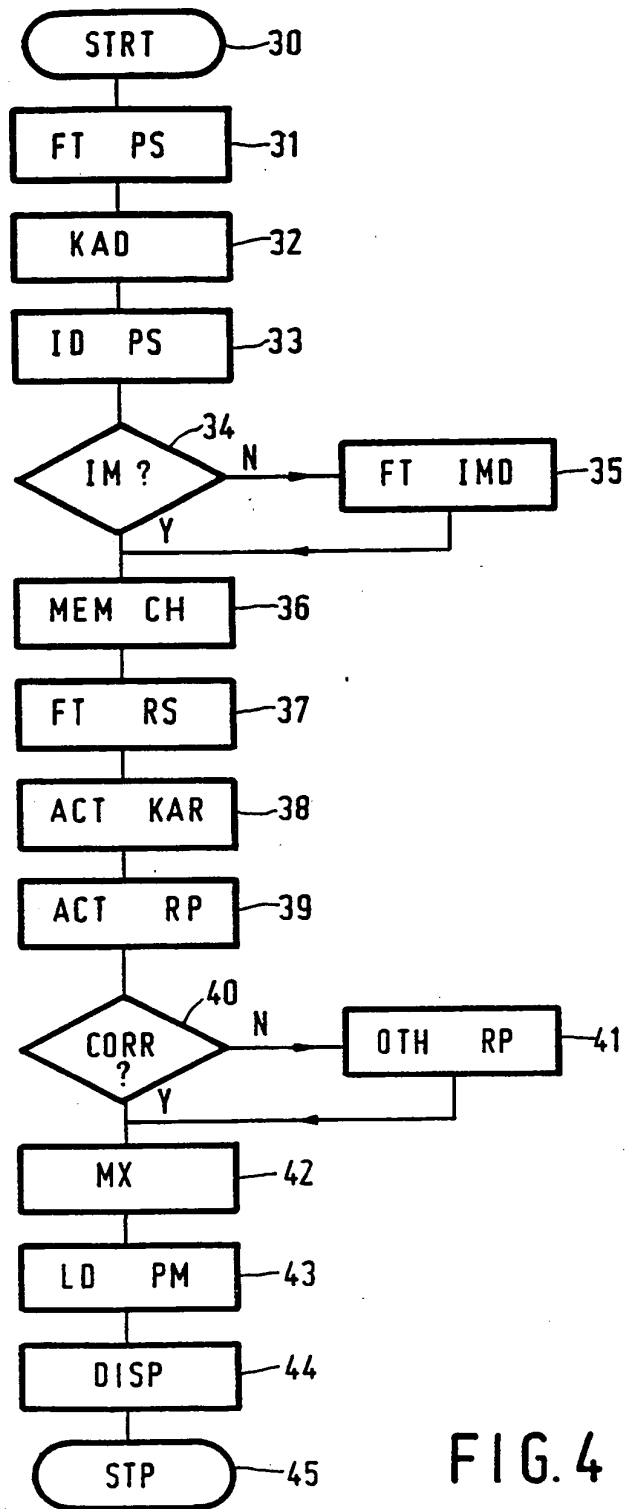 STRT 30
FT PS 31
KAD 32
ID PS 33
34
IM ? N FT IMD 35
Y
MEM CH 36
FT RS 37
ACT KAR 38
ACT RP 39
40
CORR ? N OTH RP 41
Y
MX 42
LD PM 43
DISP 44
STP 45
FIG. 4